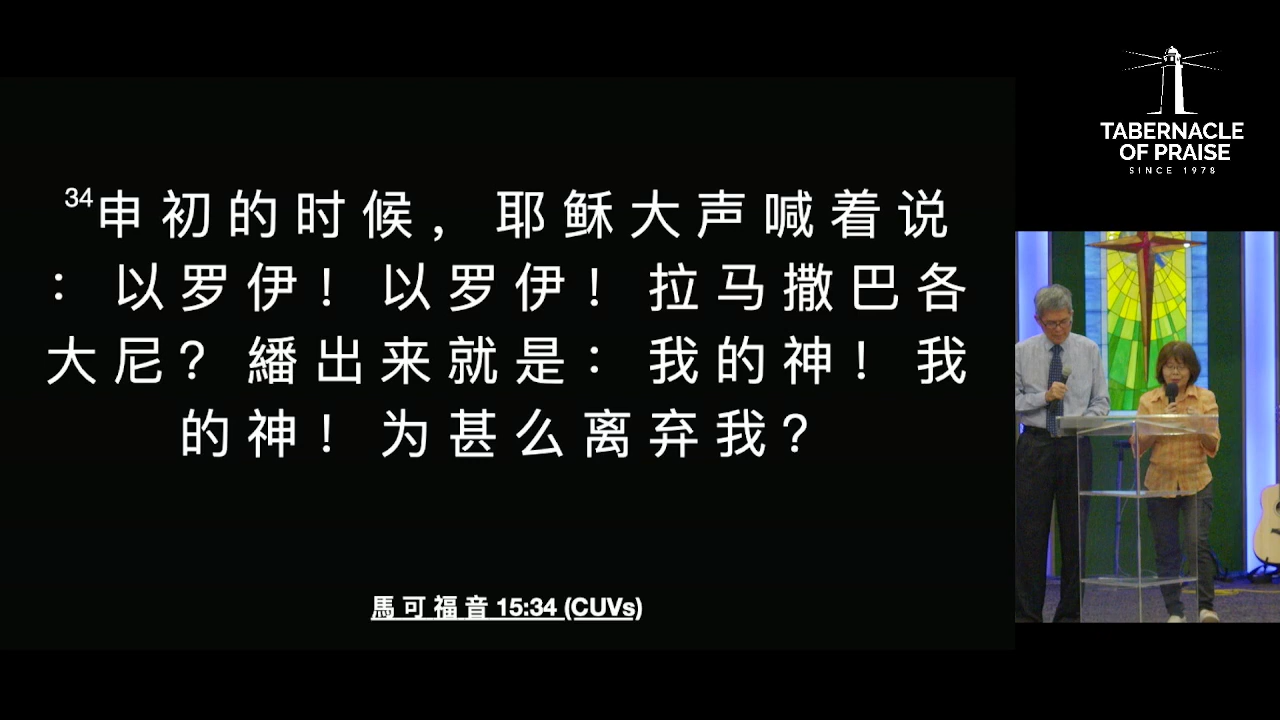 34申初的时候，耶稣大声喊着说
：以罗伊！以罗伊！拉马撒巴各
大尼？繙出来就是：我的神！我
的神！为甚么离弃我？
馬可福音 15:34 (CUVs)
TABERNACLE
OF PRAISE
SINCE 1978